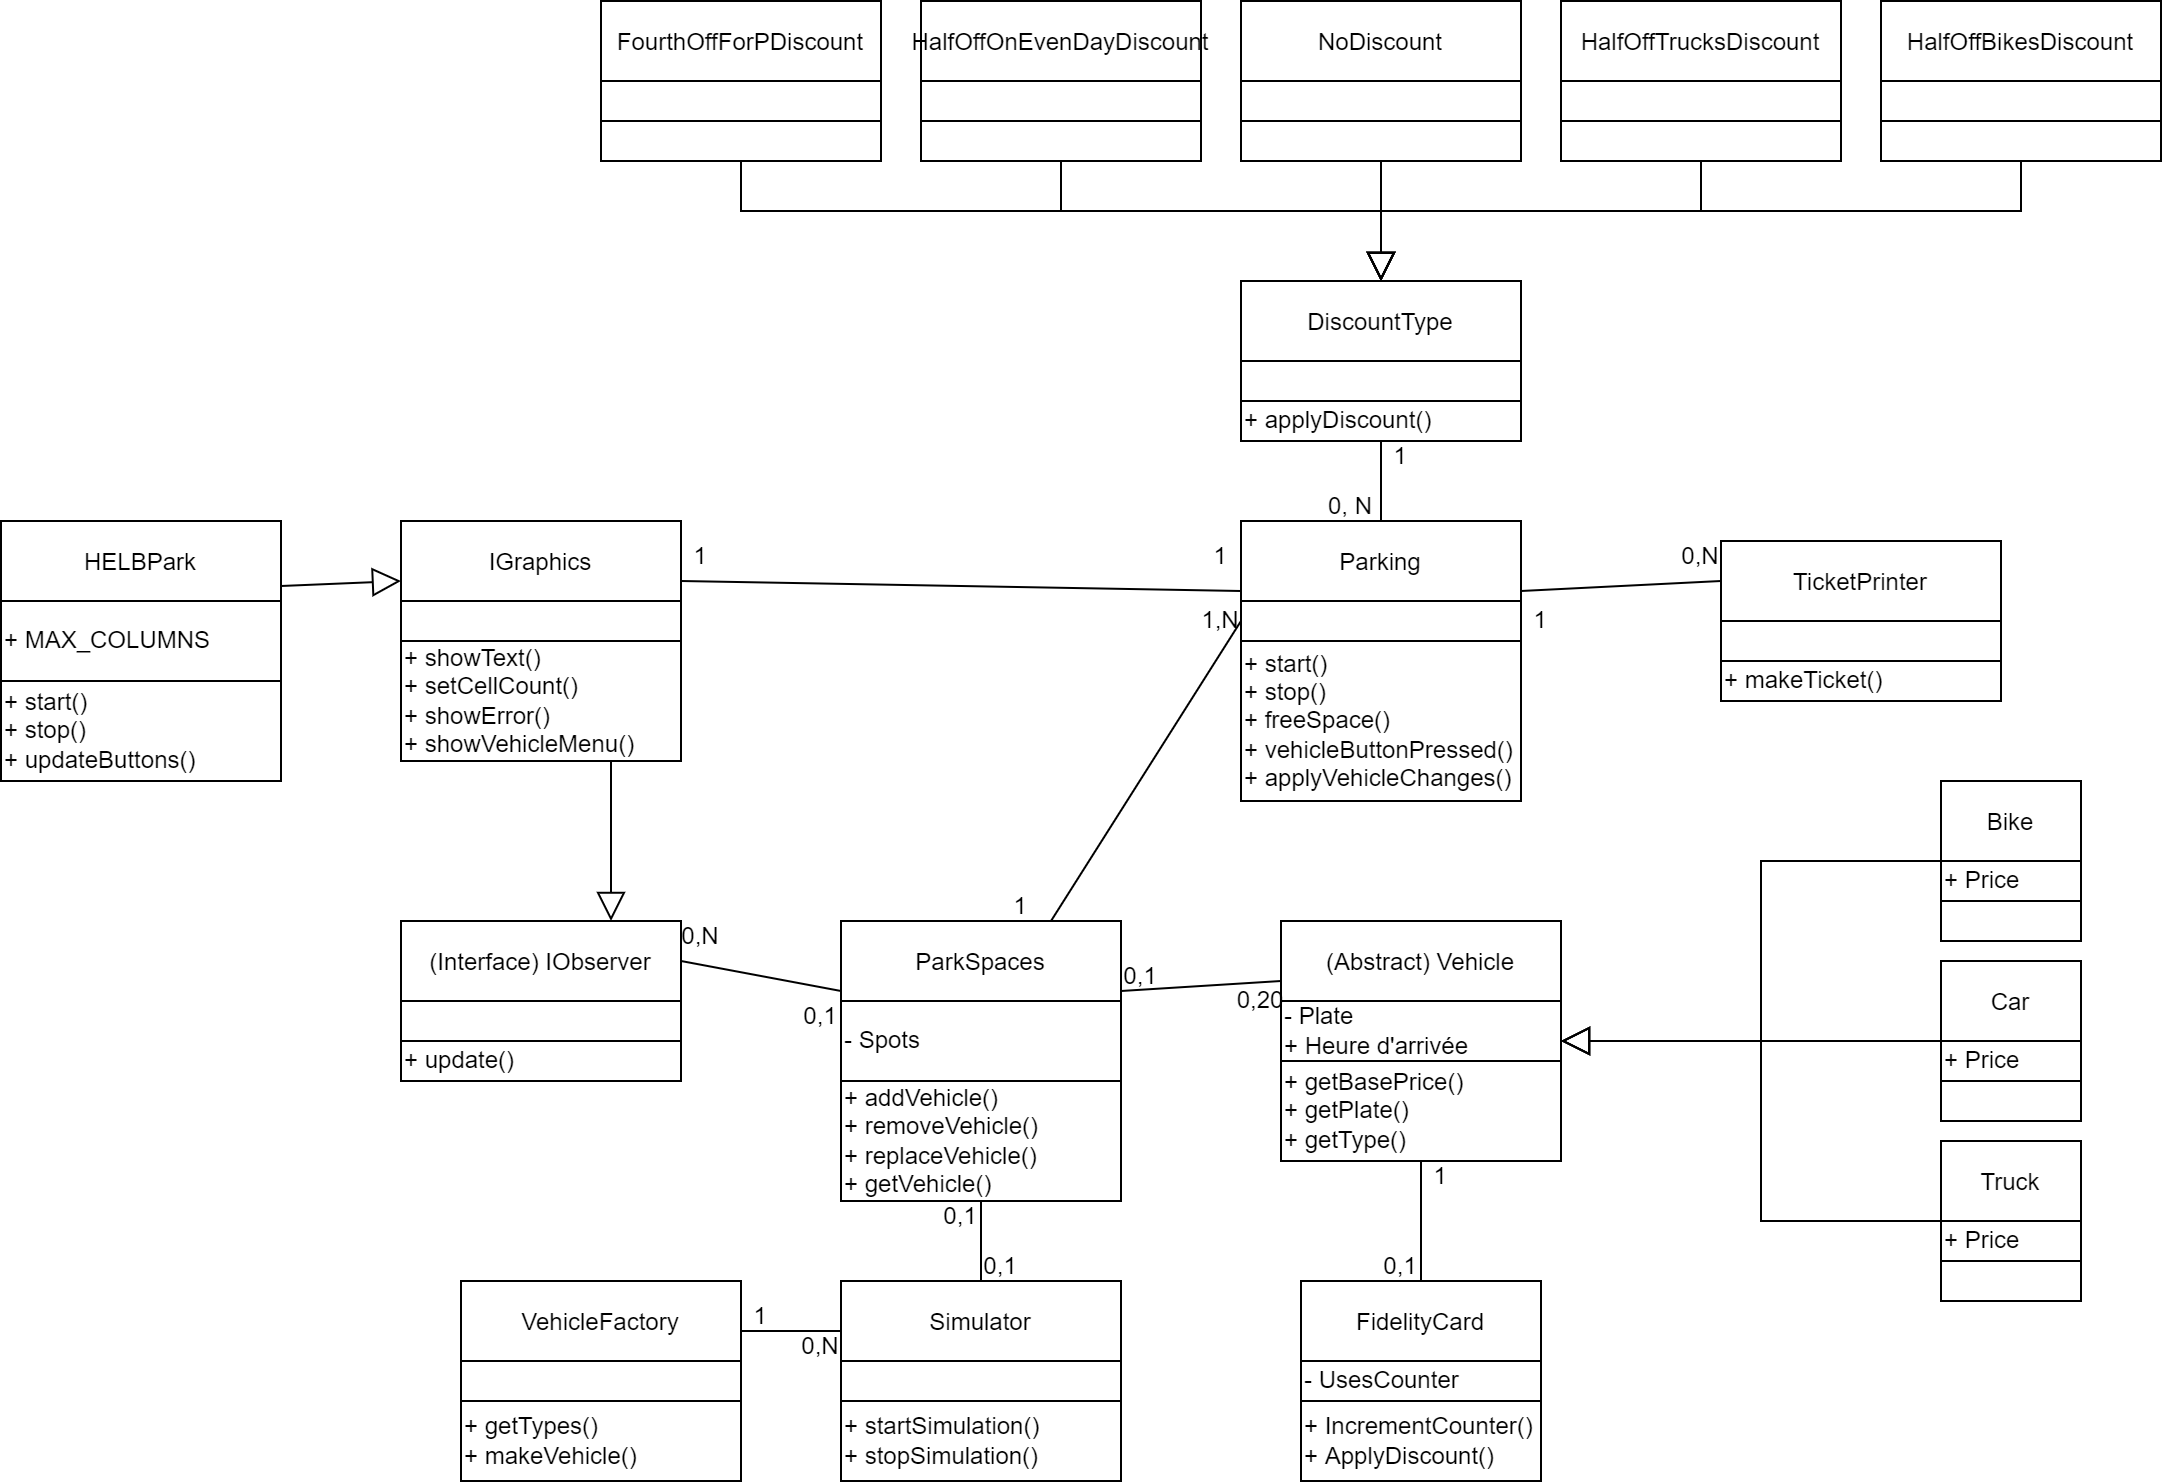 FourthOffForPDiscount
HalfOffOnEvenDayDiscount
NoDiscount
HalfOffTrucksDiscount
HalfOffBikesDiscount
DiscountType
+ applyDiscount()
1
0, N
HELBPark
+ MAX_COLUMNS
+ start()
+ stop()
+ updateButtons()
IGraphics
+ showText()
+ setCellCount()
+ showError()
+ showVehicleMenu()
1
1
Parking
+ start()
+ stop()
+ freeSpace()
+ vehicleButtonPressed()
+ applyVehicleChanges()
1,N
1
0,N
TicketPrinter
+ makeTicket()
1
(Interface) IObserver
+ update()
0,N
0,1
ParkSpaces
- Spots
+ addVehicle()
+ removeVehicle()
+ replaceVehicle()
+ getVehicle()
0,1
0,20
(Abstract) Vehicle
- Plate
+ Heure d'arrivée
+ getBasePrice()
+ getPlate()
+ getType()
Bike
+ Price
Car
+ Price
Truck
+ Price
0,1
0,1
1
0,1
VehicleFactory
+ getTypes()
+ makeVehicle()
1
0,N
Simulator
+ startSimulation()
+ stopSimulation()
FidelityCard
- UsesCounter
+ IncrementCounter()
+ ApplyDiscount()